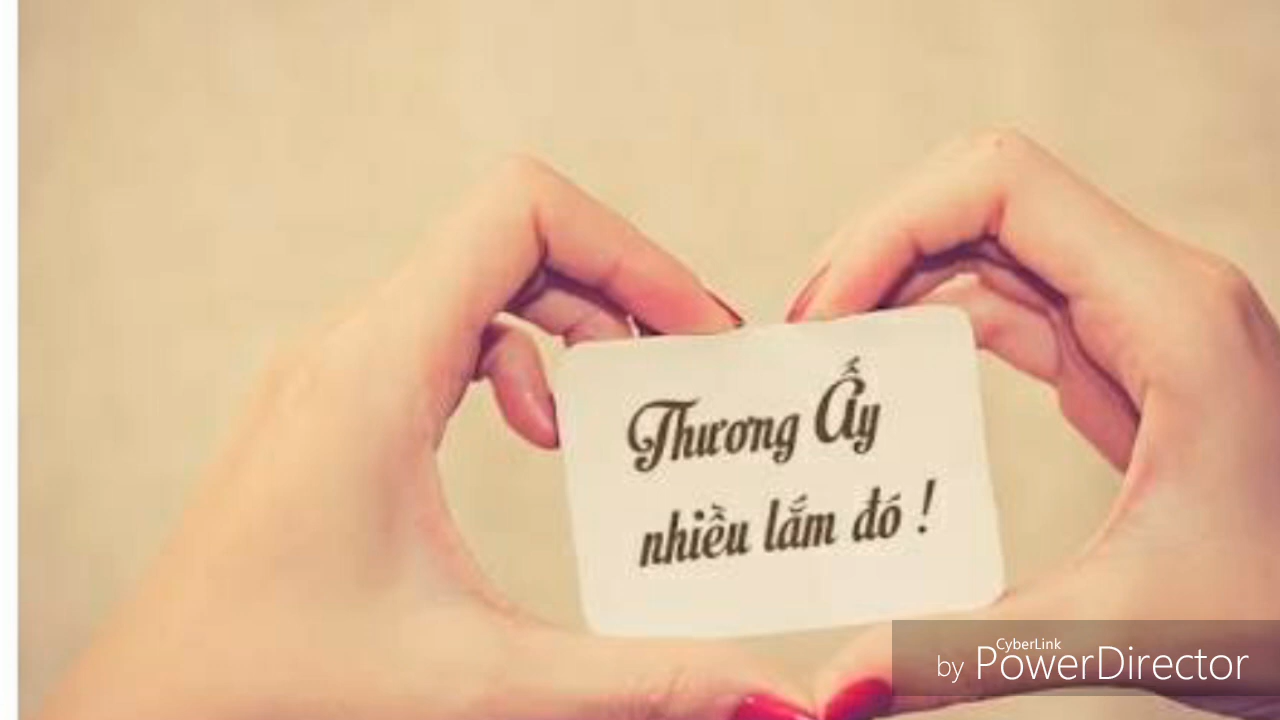 Thương Ấy
nhiều lắm đó !
CyberLink
by PowerDirector